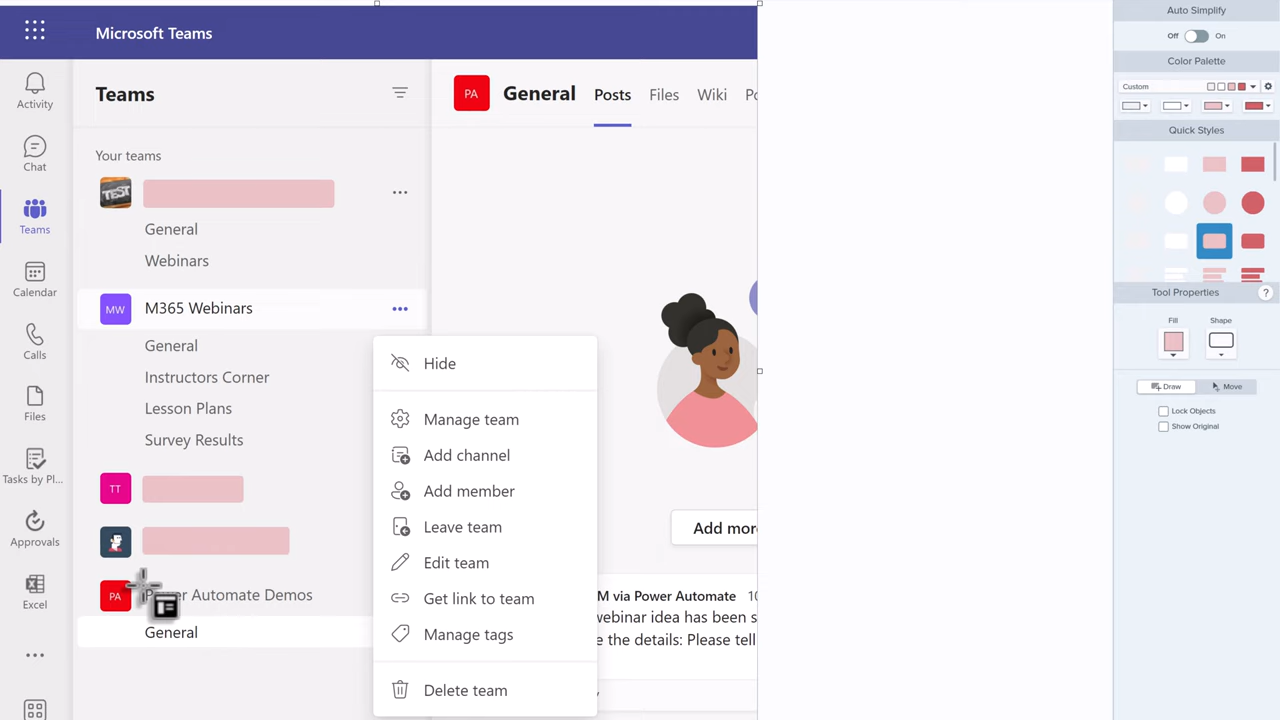 Microsoft Teams
Activity
Chat
Teams
Calendar
Calls
Files
Tasks by Pl...
Approvals
Excel
Teams
Your teams
TEST
General
Webinars
MW M365 Webinars
General
Instructors Corner
Lesson Plans
Survey Results
TT
PA Power Automate Demos
General
Hide
Manage team
Add channel
Add member
Leave team
Edit team
Get link to team
Manage tags
Delete team
PA General Posts Files Wiki Po
Add more
M via Power Automate 10
webinar idea has been s
e the details: Please tell
Auto Simplify
Off On
Color Palette
Custom
Quick Styles
Tool Properties ?
Fill Shape
Draw Move
Lock Objects
Show Original